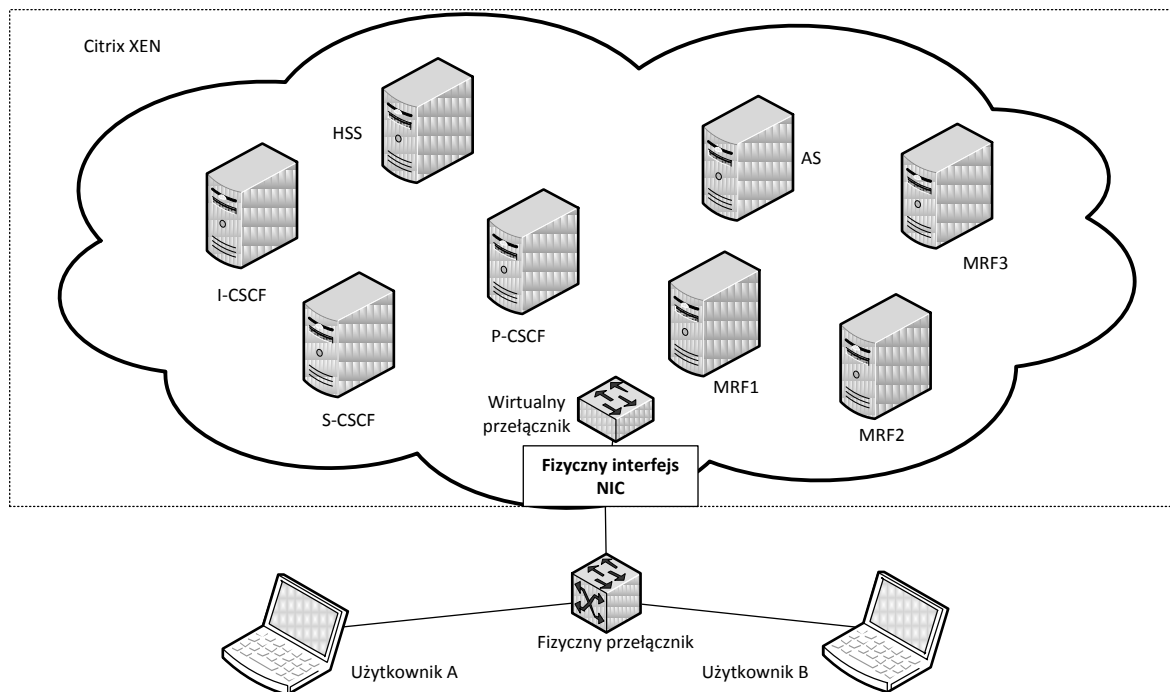 Citrix XEN
HSS
AS
MRF3
I-CSCF
P-CSCF
MRF1
S-CSCF
Wirtualny
przełącznik
MRF2
Fizyczny interfejs
NIC
Fizyczny przełącznik
Użytkownik A
Użytkownik B